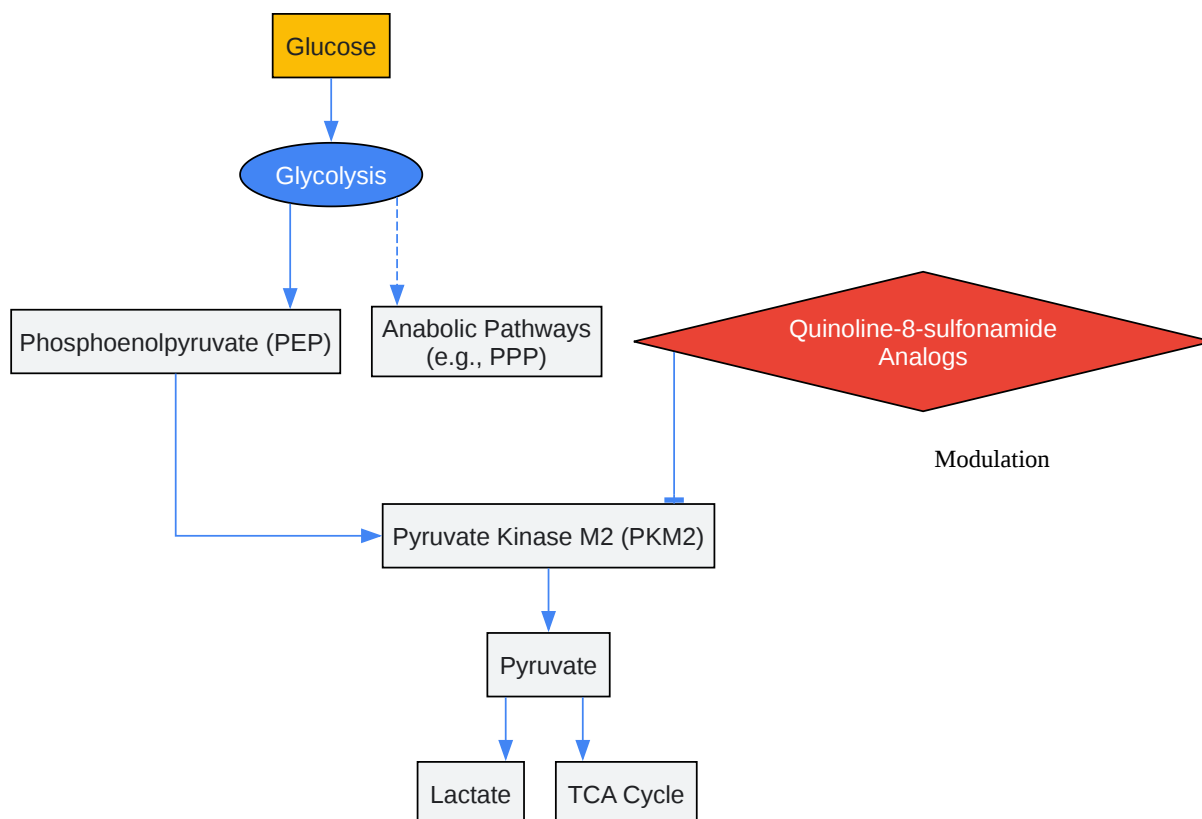 Glucose
Glycolysis
Phosphoenolpyruvate (PEP)
Anabolic Pathways
(e.g., PPP)
Quinoline-8-sulfonamide
Analogs
Modulation
Pyruvate Kinase M2 (PKM2)
Pyruvate
Lactate
TCA Cycle